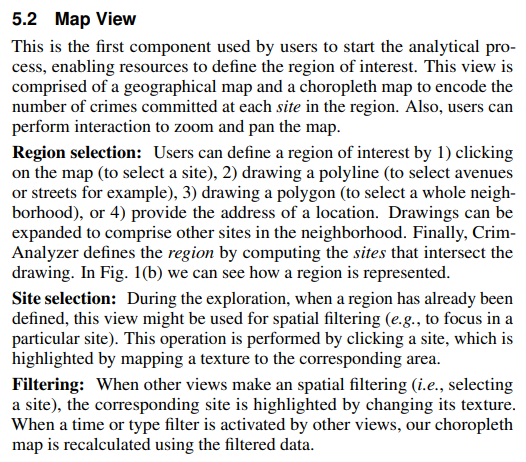 5.2 Map View
This is the first component used by users to start the analytical pro-
cess, enabling resources to define the region of interest. This view is
comprised of a geographical map and a choropleth map to encode the
number of crimes committed at each site in the region. Also, users can
perform interaction to zoom and pan the map.
Region selection: Users can define a region of interest by 1) clicking
on the map (to select a site), 2) drawing a polyline (to select avenues
or streets for example), 3) drawing a polygon (to select a whole neigh-
borhood), or 4) provide the address of a location. Drawings can be
expanded to comprise other sites in the neighborhood. Finally, Crim-
Analyzer defines the region by computing the sites that intersect the
drawing. In Fig. 1(b) we can see how a region is represented.
Site selection: During the exploration, when a region has already been
defined, this view might be used for spatial filtering (e.g., to focus in a
particular site). This operation is performed by clicking a site, which is
highlighted by mapping a texture to the corresponding area.
Filtering: When other views make an spatial filtering (i.e., selecting
a site), the corresponding site is highlighted by changing its texture.
When a time or type filter is activated by other views, our choropleth
map is recalculated using the filtered data.